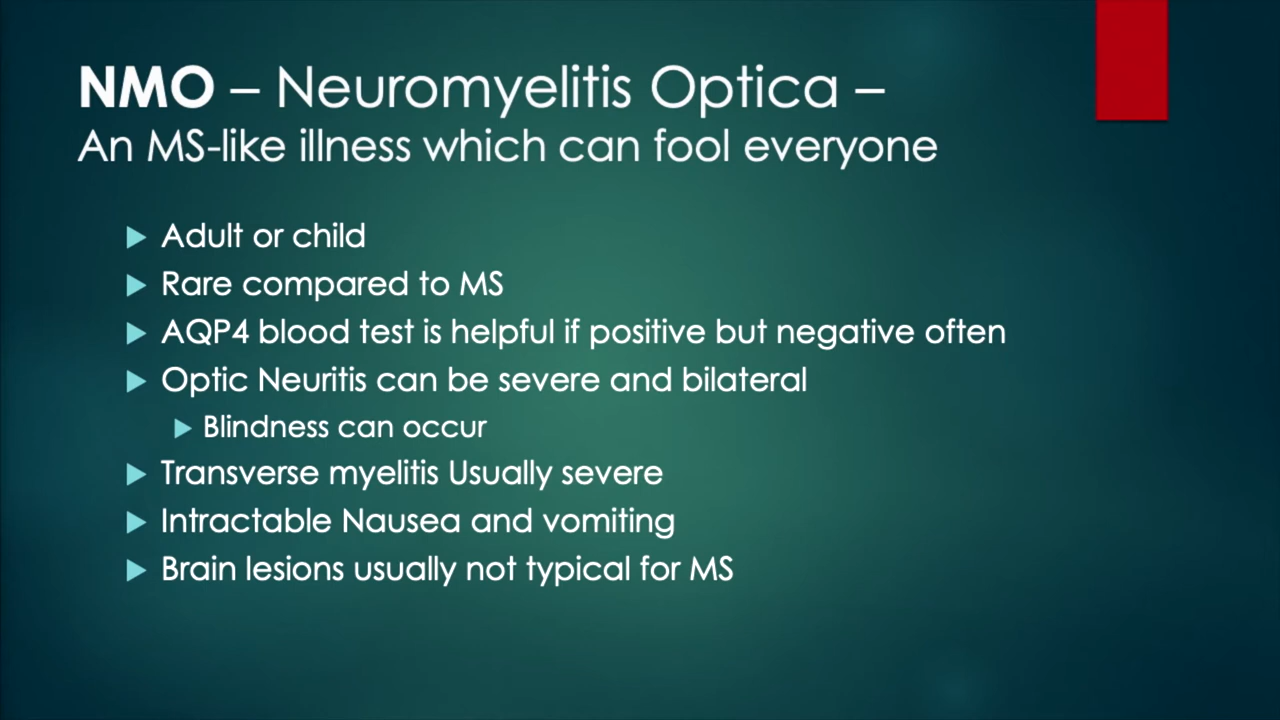 NMO – Neuromyelitis Optica –
An MS-like illness which can fool everyone
Adult or child
Rare compared to MS
AQP4 blood test is helpful if positive but negative often
Optic Neuritis can be severe and bilateral
Blindness can occur
Transverse myelitis Usually severe
Intractable Nausea and vomiting
Brain lesions usually not typical for MS